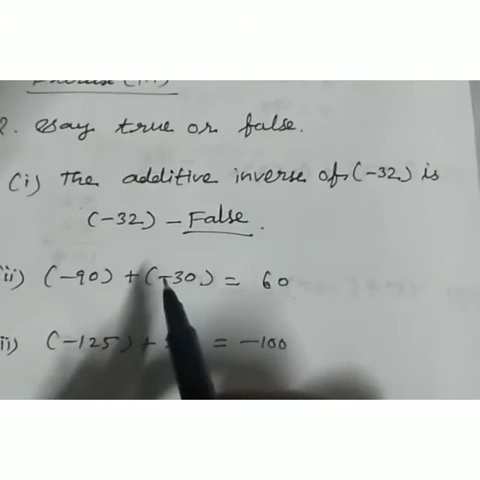 2. Say true or false.
(i) The additive inverse of (-32) is
(-32) - False.
ii) (-90) + (-30) = 60
ii) (-125) + = -100